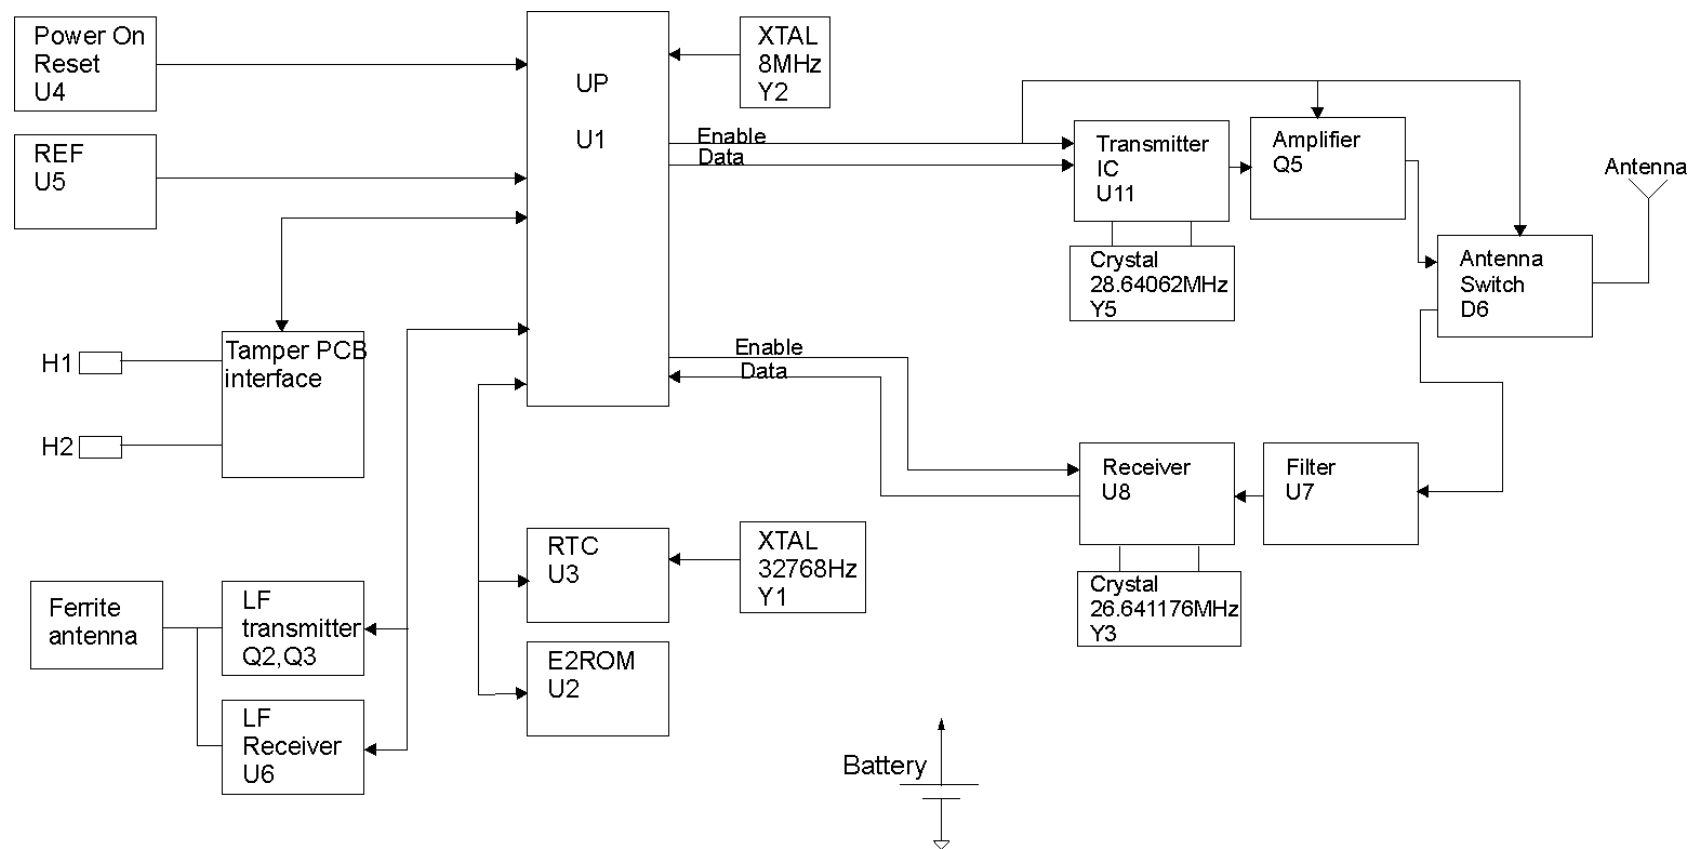 Power On
Reset
U4
UP
U1
XTAL
8MHz
Y2
REF
U5
Enable
Data
Transmitter
IC
U11
Amplifier
Q5
Antenna
Crystal
28.64062MHz
Y5
Antenna
Switch
D6
H1
H2
Tamper PCB
interface
Enable
Data
Receiver
U8
Filter
U7
Crystal
26.641176MHz
Y3
RTC
U3
XTAL
32768Hz
Y1
Ferrite
antenna
LF
transmitter
Q2,Q3
E2ROM
U2
LF
Receiver
U6
Battery